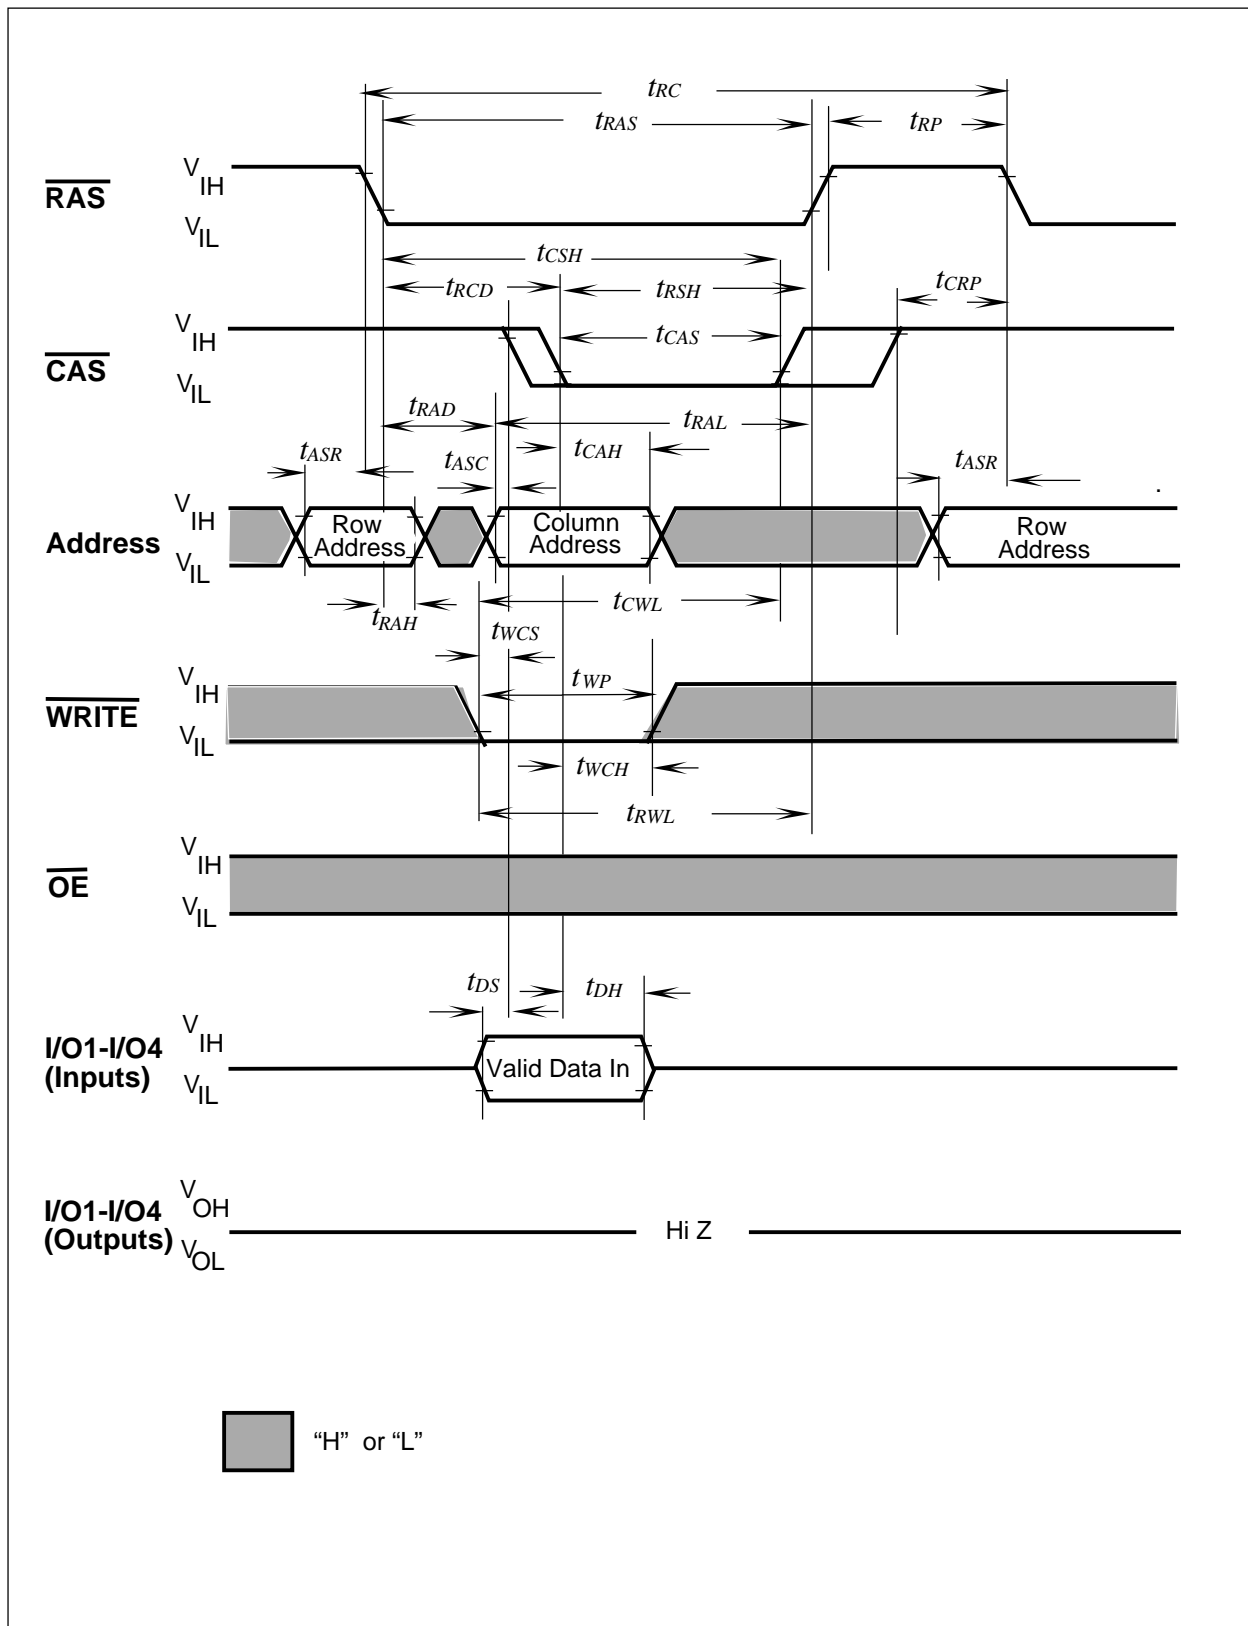 tRC
tRAS
tRP
RAS
VIH
VIL
tCSH
tRCD
tRSH
tCRP
CAS
VIH
tCAS
VIL
tRAD
tRAL
tASR
tASC
tCAH
tASR
Address
VIH
VIL
Row
Address
Column
Address
Row
Address
tRAH
tCWL
tWCS
WRITE
VIH
VIL
tWP
tWCH
tRWL
OE
VIH
VIL
tDS
tDH
I/O1-I/O4
(Inputs)
VIH
VIL
Valid Data In
I/O1-I/O4
(Outputs)
VOH
VOL
Hi Z
“H” or “L”